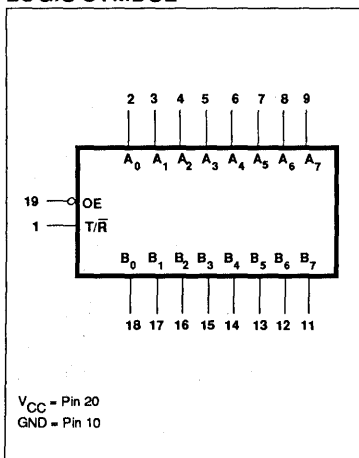 LOGIC SYMBOL
2 3 4 5 6 7 8 9
A0 A1 A2 A3 A4 A5 A6 A7
19 OE
1 T/R̅
B0 B1 B2 B3 B4 B5 B6 B7
18 17 16 15 14 13 12 11
VCC = Pin 20
GND = Pin 10